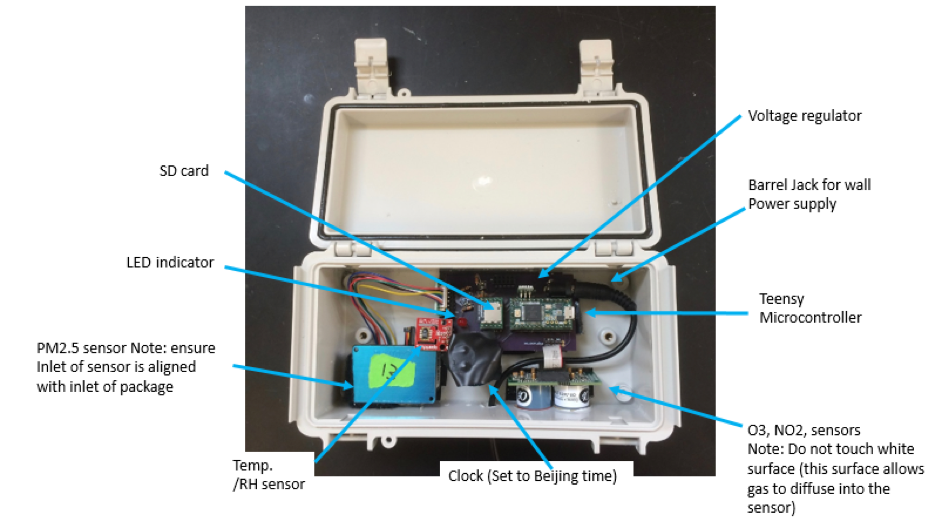 Voltage regulator
SD card
Barrel Jack for wall
Power supply
LED indicator
Teensy
Microcontroller
PM2.5 sensor Note: ensure
Inlet of sensor is aligned
with inlet of package
13
O3, NO2, sensors
Note: Do not touch white
surface (this surface allows
gas to diffuse into the
sensor)
Temp.
/RH sensor
Clock (Set to Beijing time)